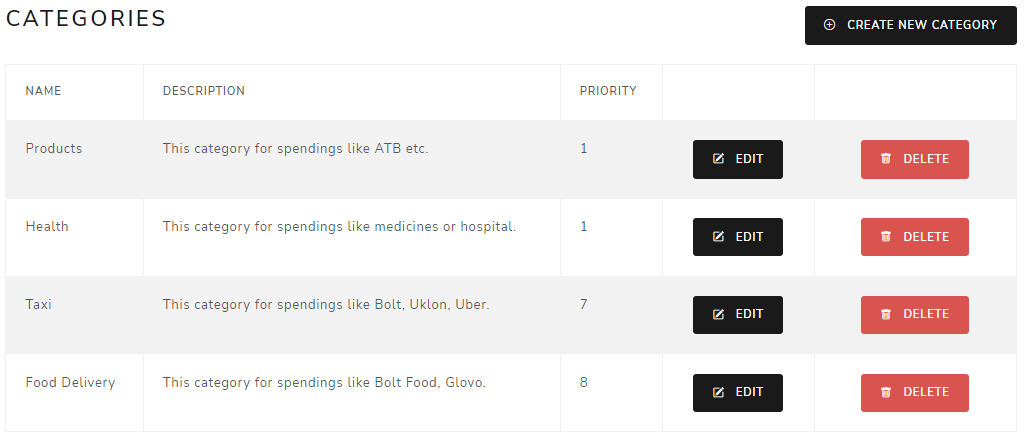 CATEGORIES
CREATE NEW CATEGORY
NAME DESCRIPTION PRIORITY
Products This category for spendings like ATB etc. 1 EDIT DELETE
Health This category for spendings like medicines or hospital. 1 EDIT DELETE
Taxi This category for spendings like Bolt, Uklon, Uber. 7 EDIT DELETE
Food Delivery This category for spendings like Bolt Food, Glovo. 8 EDIT DELETE